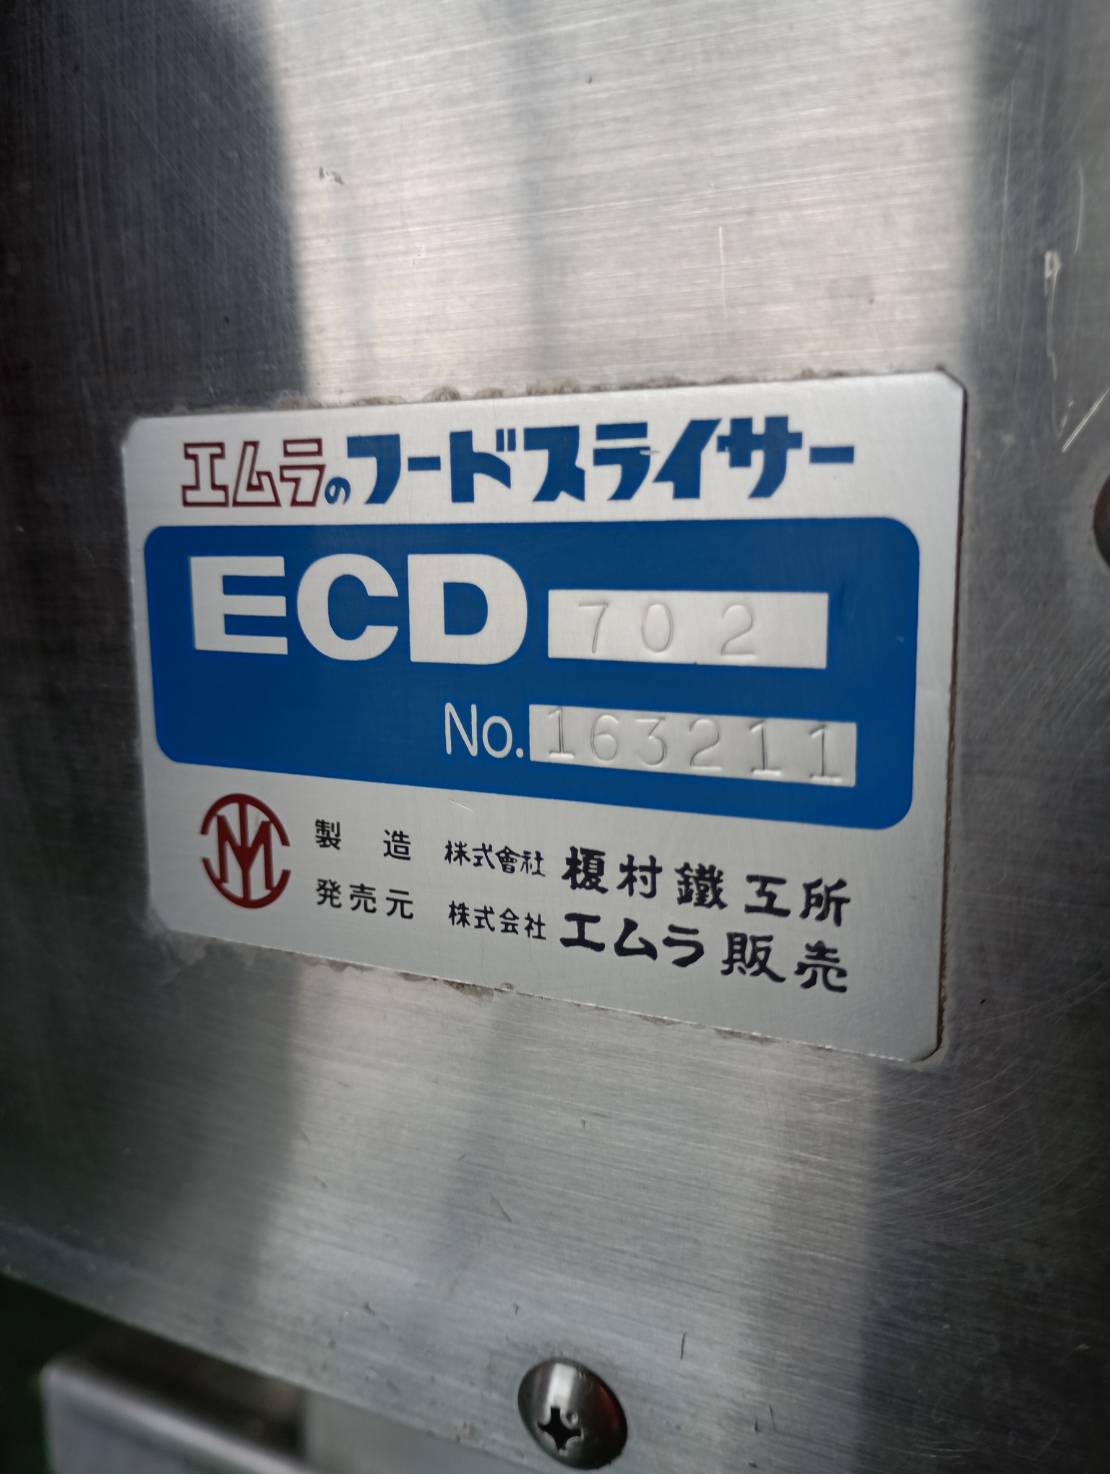 エムラのフードスライサー
ECD 702
No. 163211
製 造 株式會社 榎村鐵工所
発売元 株式会社 エムラ販売